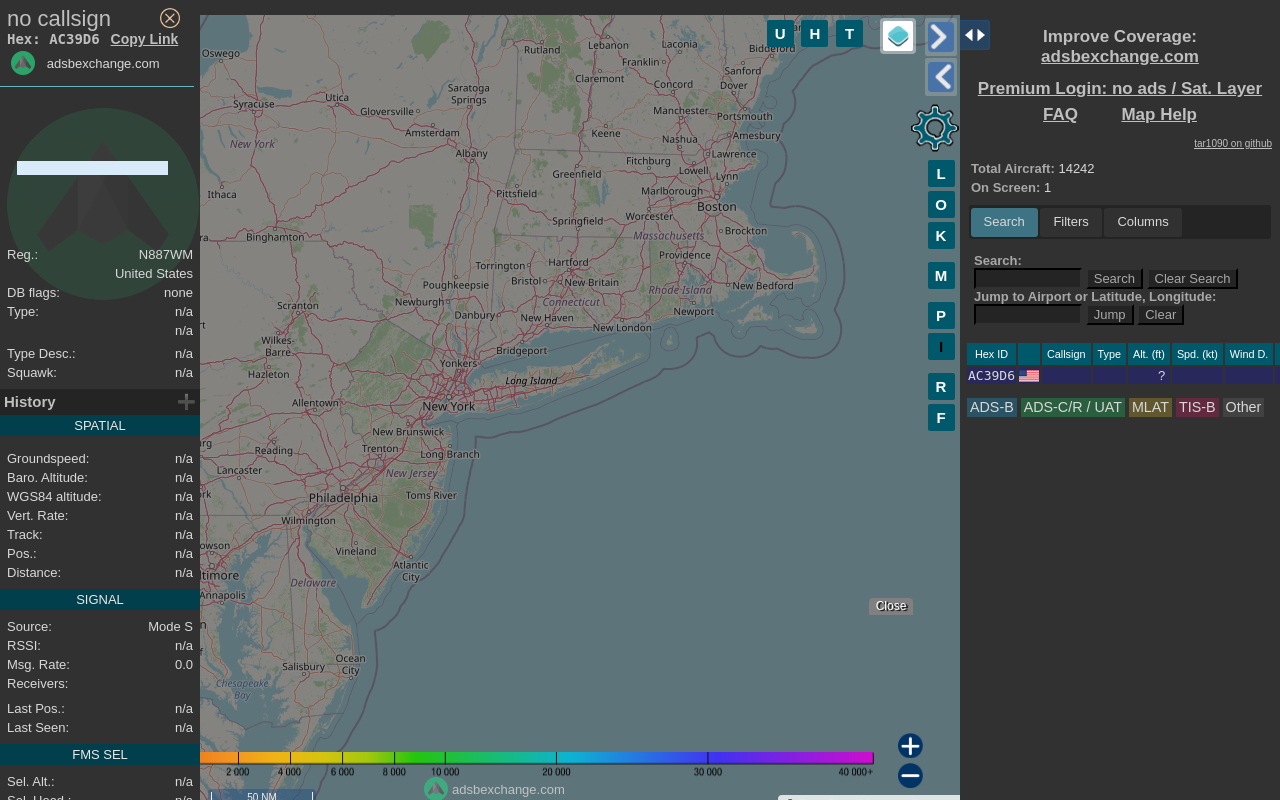 no callsign
Hex: AC39D6 Copy Link
adsbexchange.com
Reg.: N887WM
United States
DB flags: none
Type: n/a
n/a
Type Desc.: n/a
Squawk: n/a
History
SPATIAL
Groundspeed: n/a
Baro. Altitude: n/a
WGS84 altitude: n/a
Vert. Rate: n/a
Track: n/a
Pos.: n/a
Distance: n/a
SIGNAL
Source: Mode S
RSSI: n/a
Msg. Rate: 0.0
Receivers:
Last Pos.: n/a
Last Seen: n/a
FMS SEL
Sel. Alt.: n/a
Sel. Head.: n/a
U H T
L
O
K
M
P
I
R
F
Oswego
Rutland
Lebanon
Laconia
Biddeford
Franklin
Sanford
Claremont
Concord
Dover
Syracuse
Utica
Gloversville
Saratoga
Springs
Manchester
Portsmouth
Amsterdam
Keene
Nashua
Amesbury
New York
Albany
Fitchburg
Lawrence
Greenfield
Lowell
Lynn
Ithaca
Pittsfield
Marlborough
Boston
Worcester
Springfield
Massachusetts
Brockton
Binghamton
Providence
Torrington
Hartford
Poughkeepsie
Bristol
New Britain
Rhode Island
New Bedford
Scranton
Newburgh
Connecticut
Danbury
New Haven
Newport
New London
Wilkes-
Barre
Bridgeport
Hazleton
Yonkers
Long Island
Allentown
New York
New Brunswick
Reading
Trenton
Long Branch
Lancaster
New Jersey
Philadelphia
Toms River
Wilmington
Vineland
Atlantic
City
Delaware
Annapolis
Salisbury
Ocean
City
Chesapeake
Bay
Close
2 000 4 000 6 000 8 000 10 000 20 000 30 000 40 000+
adsbexchange.com
50 NM
Improve Coverage:
adsbexchange.com
Premium Login: no ads / Sat. Layer
FAQ Map Help
tar1090 on github
Total Aircraft: 14242
On Screen: 1
Search Filters Columns
Search:
Search Clear Search
Jump to Airport or Latitude, Longitude:
Jump Clear
Hex ID Callsign Type Alt. (ft) Spd. (kt) Wind D.
AC39D6 ?
ADS-B ADS-C/R / UAT MLAT TIS-B Other